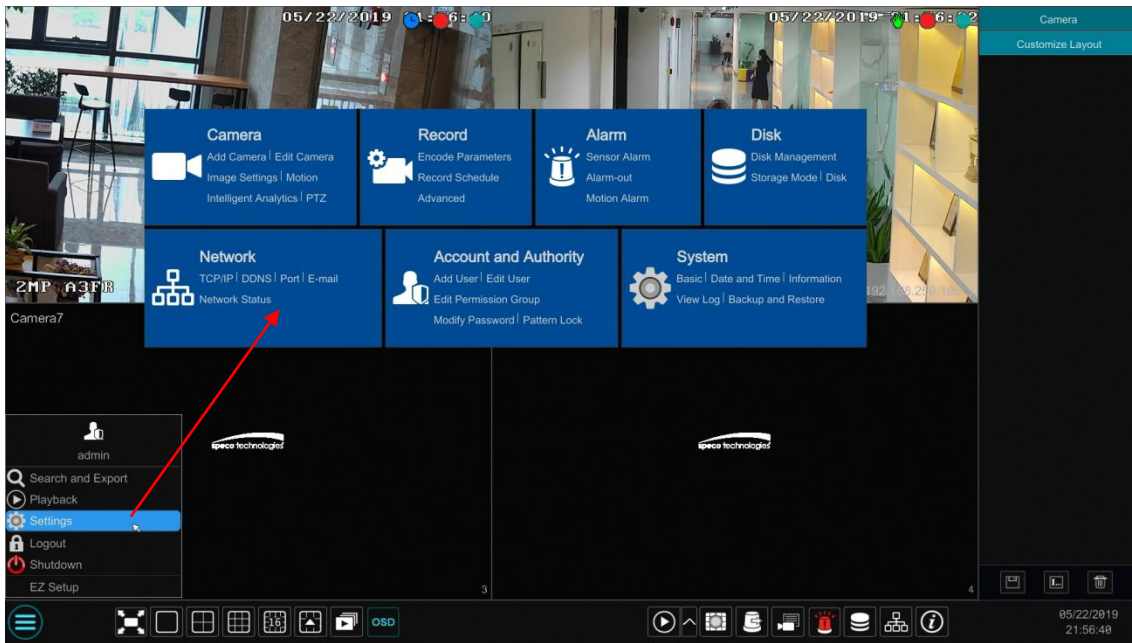 05/22/2019
05/22/2019
Camera
Customize Layout
Camera
Add Camera | Edit Camera
Image Settings | Motion
Intelligent Analytics | PTZ
Record
Encode Parameters
Record Schedule
Advanced
Alarm
Sensor Alarm
Alarm-out
Motion Alarm
Disk
Disk Management
Storage Mode | Disk
Network
TCP/IP | DDNS | Port | E-mail
Network Status
Account and Authority
Add User | Edit User
Edit Permission Group
Modify Password | Pattern Lock
System
Basic | Date and Time | Information
View Log | Backup and Restore
2MP A3FR
Camera7
speco technologies
speco technologies
admin
Search and Export
Playback
Settings
Logout
Shutdown
EZ Setup
3
4
16
OSD
05/22/2019
21:56:40